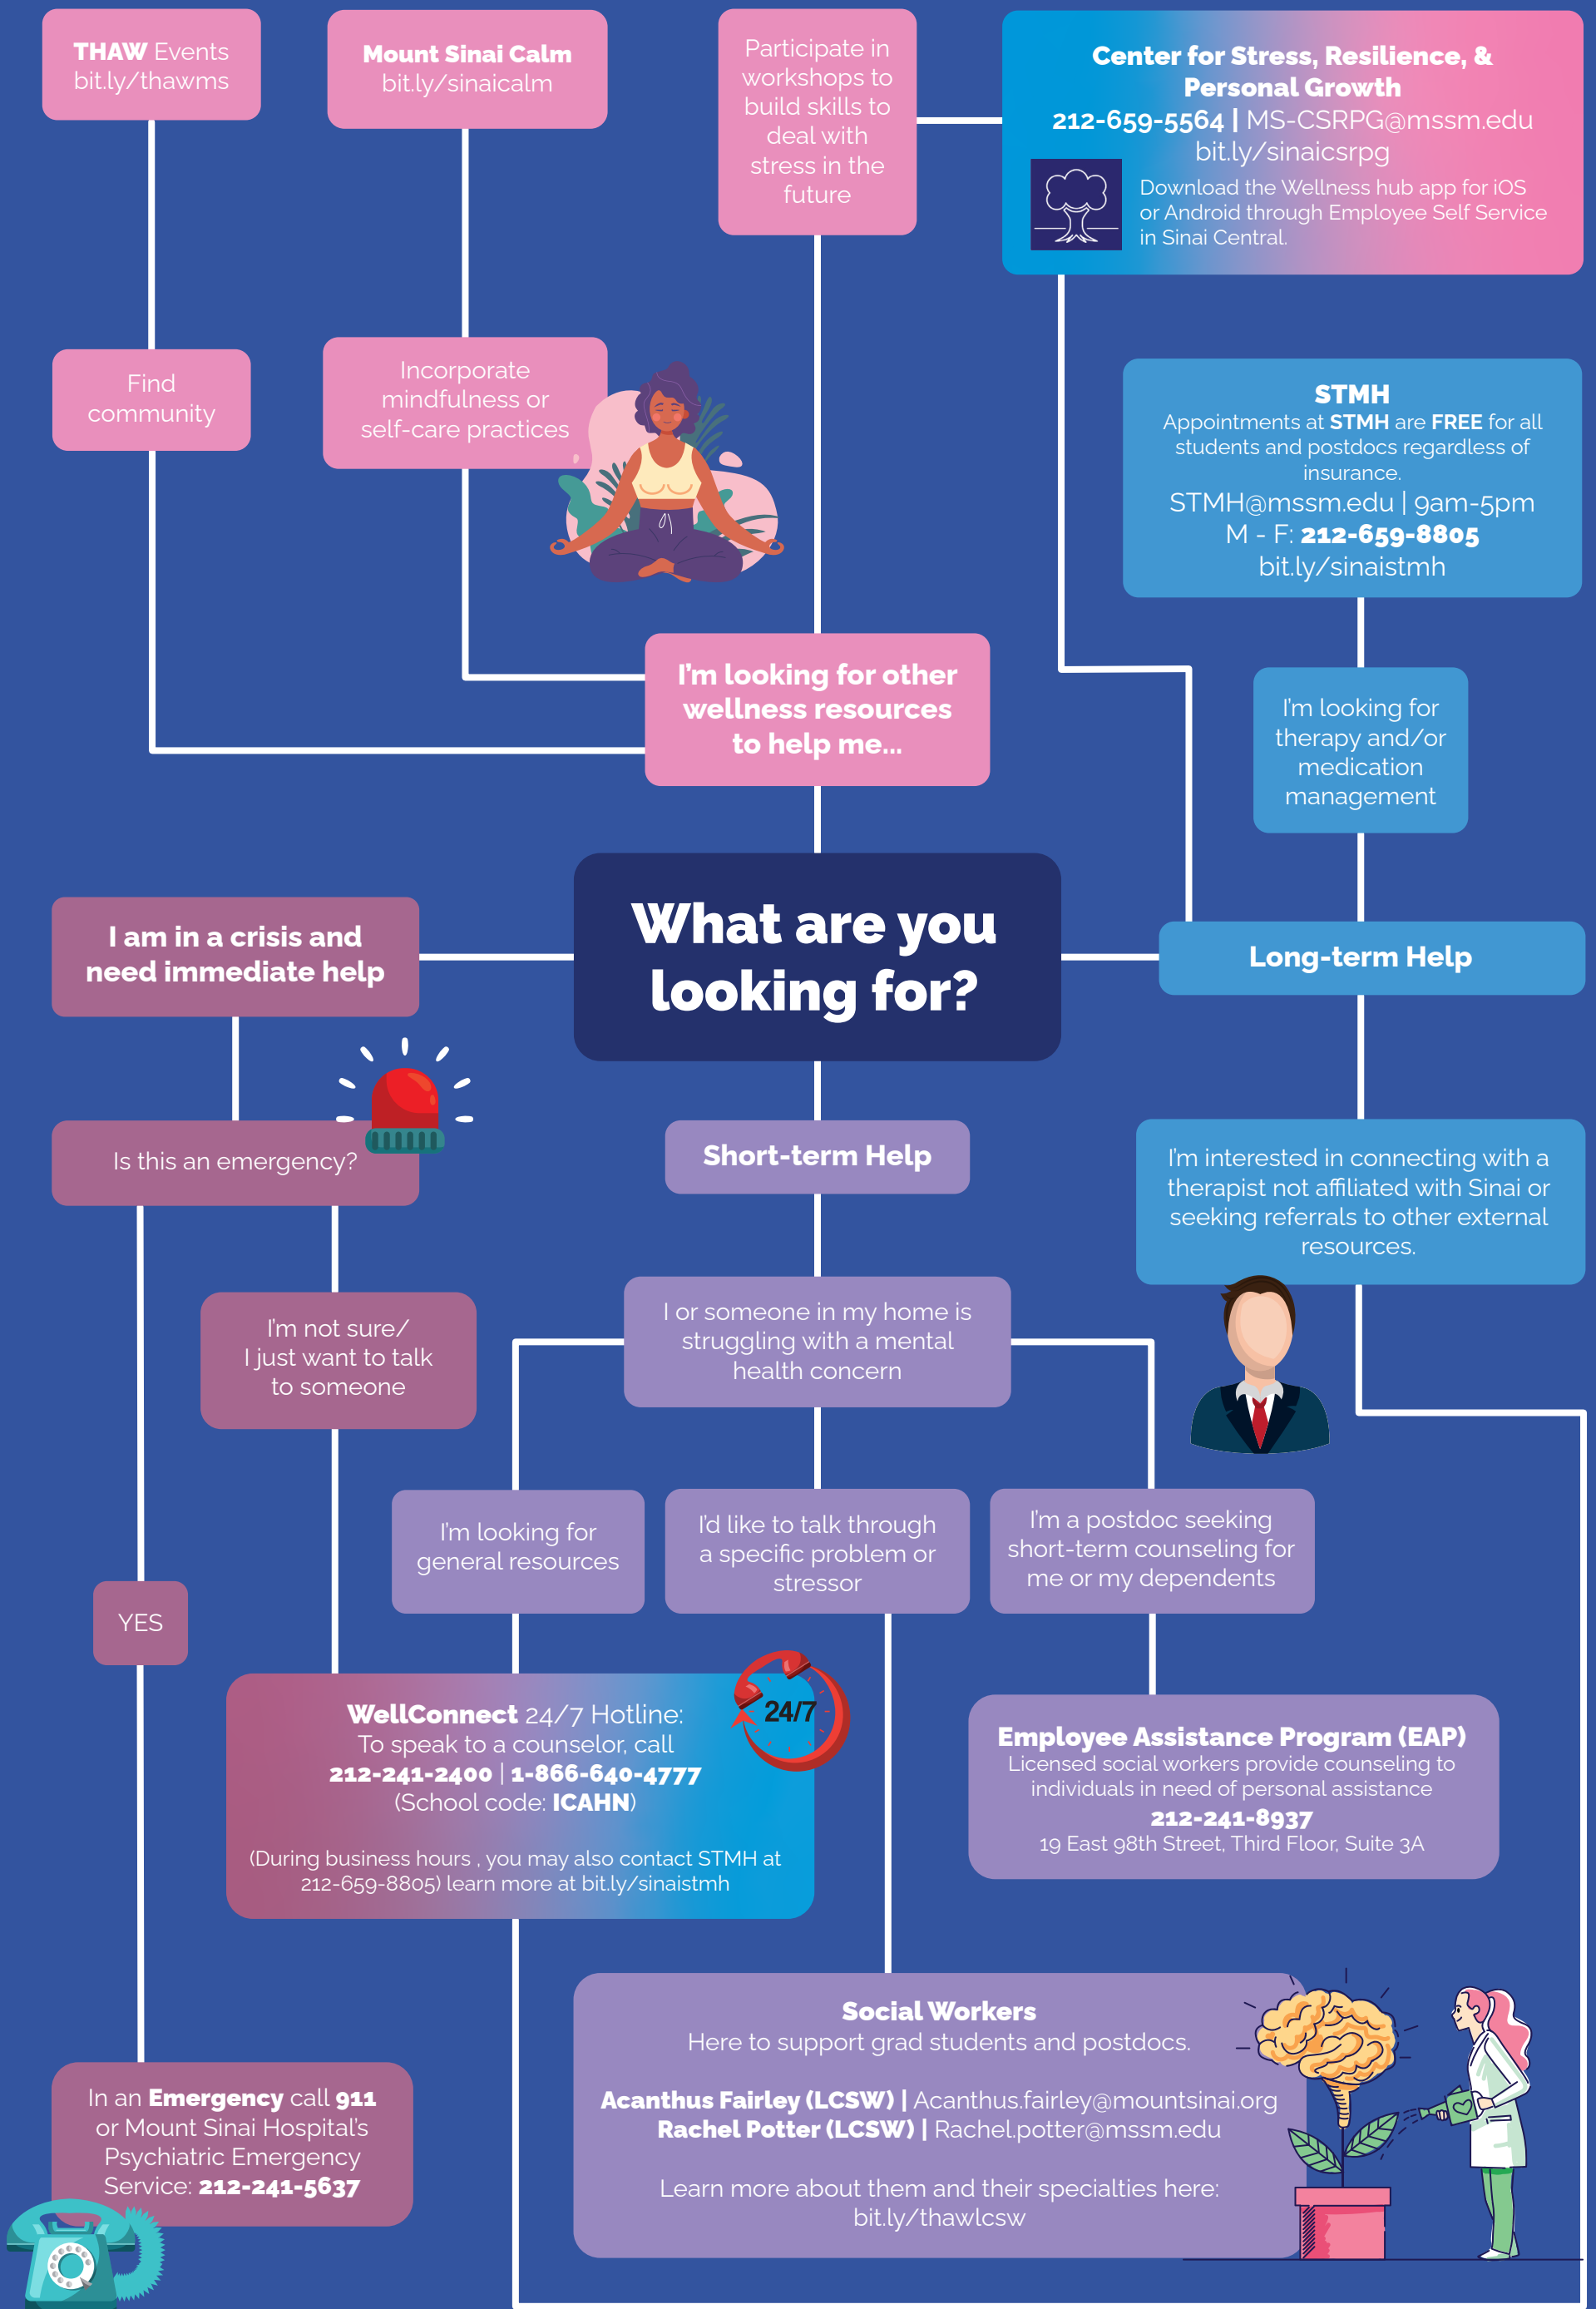 THAW Events
bit.ly/thawms
Mount Sinai Calm
bit.ly/sinaicalm
Participate in
workshops to
build skills to
deal with
stress in the
future
Center for Stress, Resilience, &
Personal Growth
212-659-5564 | MS-CSRPG@mssm.edu
bit.ly/sinaicsrpg
Download the Wellness hub app for iOS
or Android through Employee Self Service
in Sinai Central.
Find
community
Incorporate
mindfulness or
self-care practices
STMH
Appointments at STMH are FREE for all
students and postdocs regardless of
insurance.
STMH@mssm.edu | 9am-5pm
M - F: 212-659-8805
bit.ly/sinaistmh
I'm looking for other
wellness resources
to help me...
I'm looking for
therapy and/or
medication
management
What are you
looking for?
I am in a crisis and
need immediate help
Long-term Help
Is this an emergency?
Short-term Help
I'm interested in connecting with a
therapist not affiliated with Sinai or
seeking referrals to other external
resources.
I'm not sure/
I just want to talk
to someone
I or someone in my home is
struggling with a mental
health concern
I'm looking for
general resources
I'd like to talk through
a specific problem or
stressor
I'm a postdoc seeking
short-term counseling for
me or my dependents
YES
WellConnect 24/7 Hotline:
To speak to a counselor, call
212-241-2400 | 1-866-640-4777
(School code: ICAHN)
(During business hours , you may also contact STMH at
212-659-8805) learn more at bit.ly/sinaistmh
24/7
Employee Assistance Program (EAP)
Licensed social workers provide counseling to
individuals in need of personal assistance
212-241-8937
19 East 98th Street, Third Floor, Suite 3A
Social Workers
Here to support grad students and postdocs.
Acanthus Fairley (LCSW) | Acanthus.fairley@mountsinai.org
Rachel Potter (LCSW) | Rachel.potter@mssm.edu
Learn more about them and their specialties here:
bit.ly/thawlcsw
In an Emergency call 911
or Mount Sinai Hospital's
Psychiatric Emergency
Service: 212-241-5637